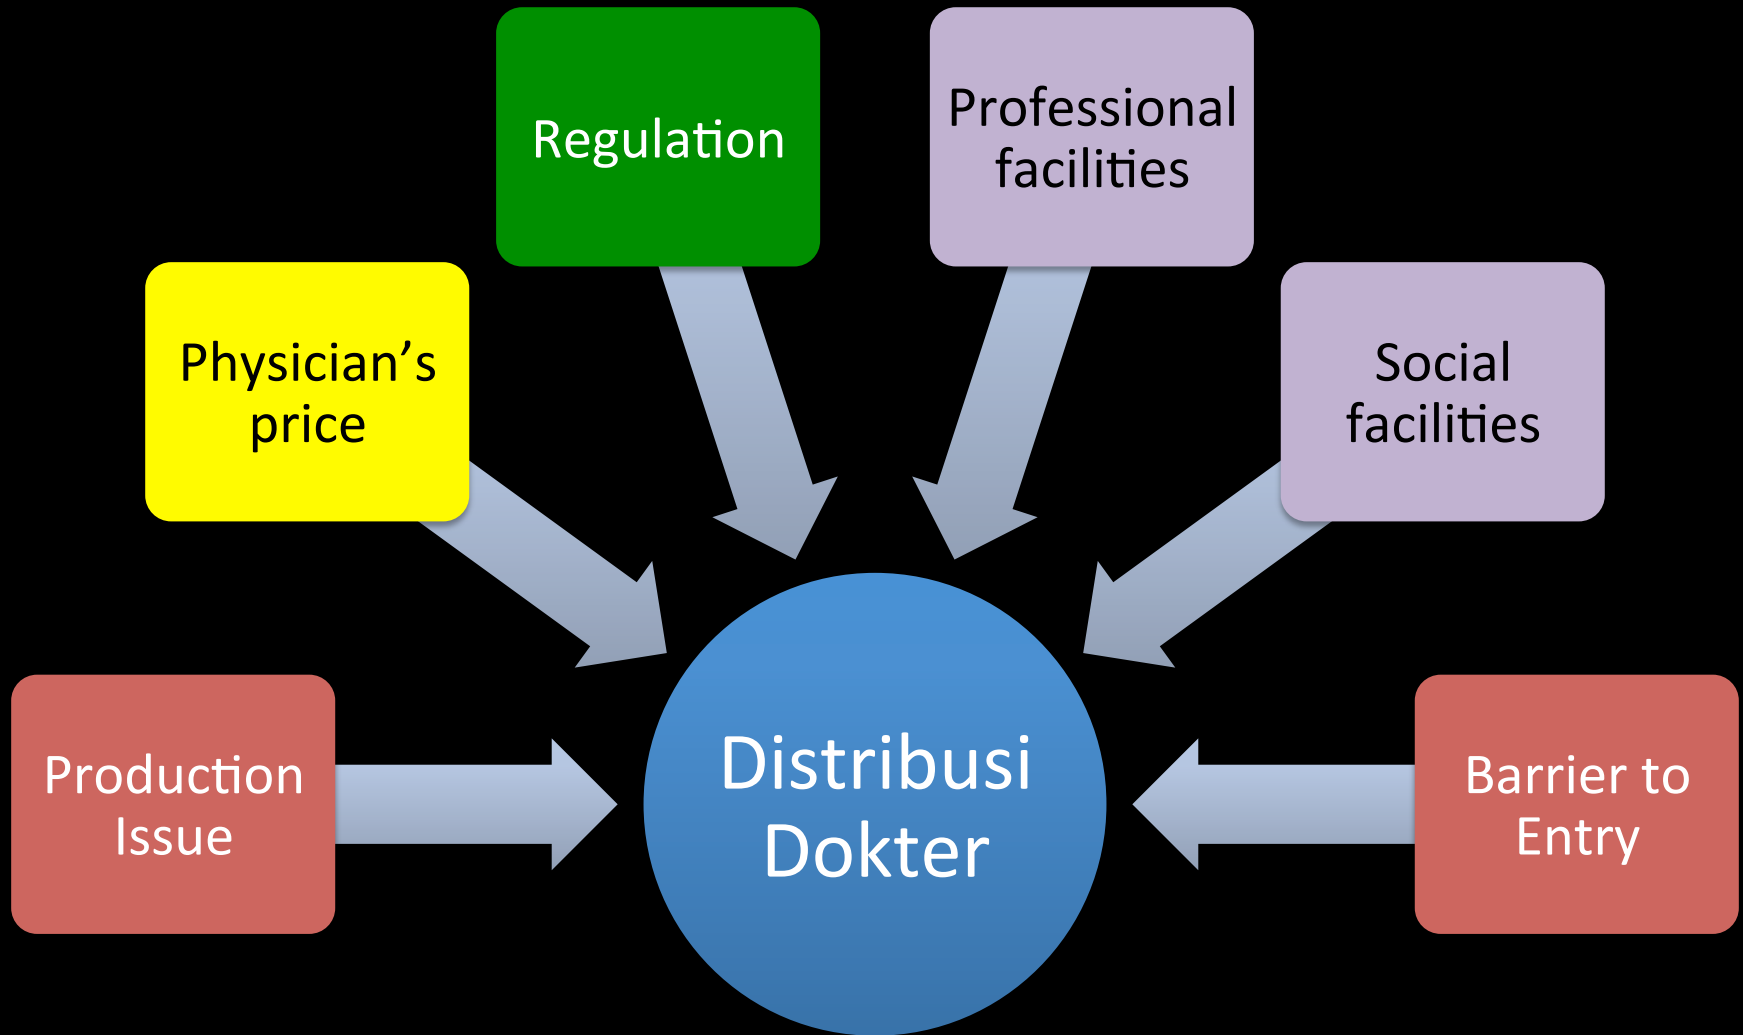 Regulation
Professional
facilities
Physician’s
price
Social
facilities
Production
Issue
Distribusi
Dokter
Barrier to
Entry